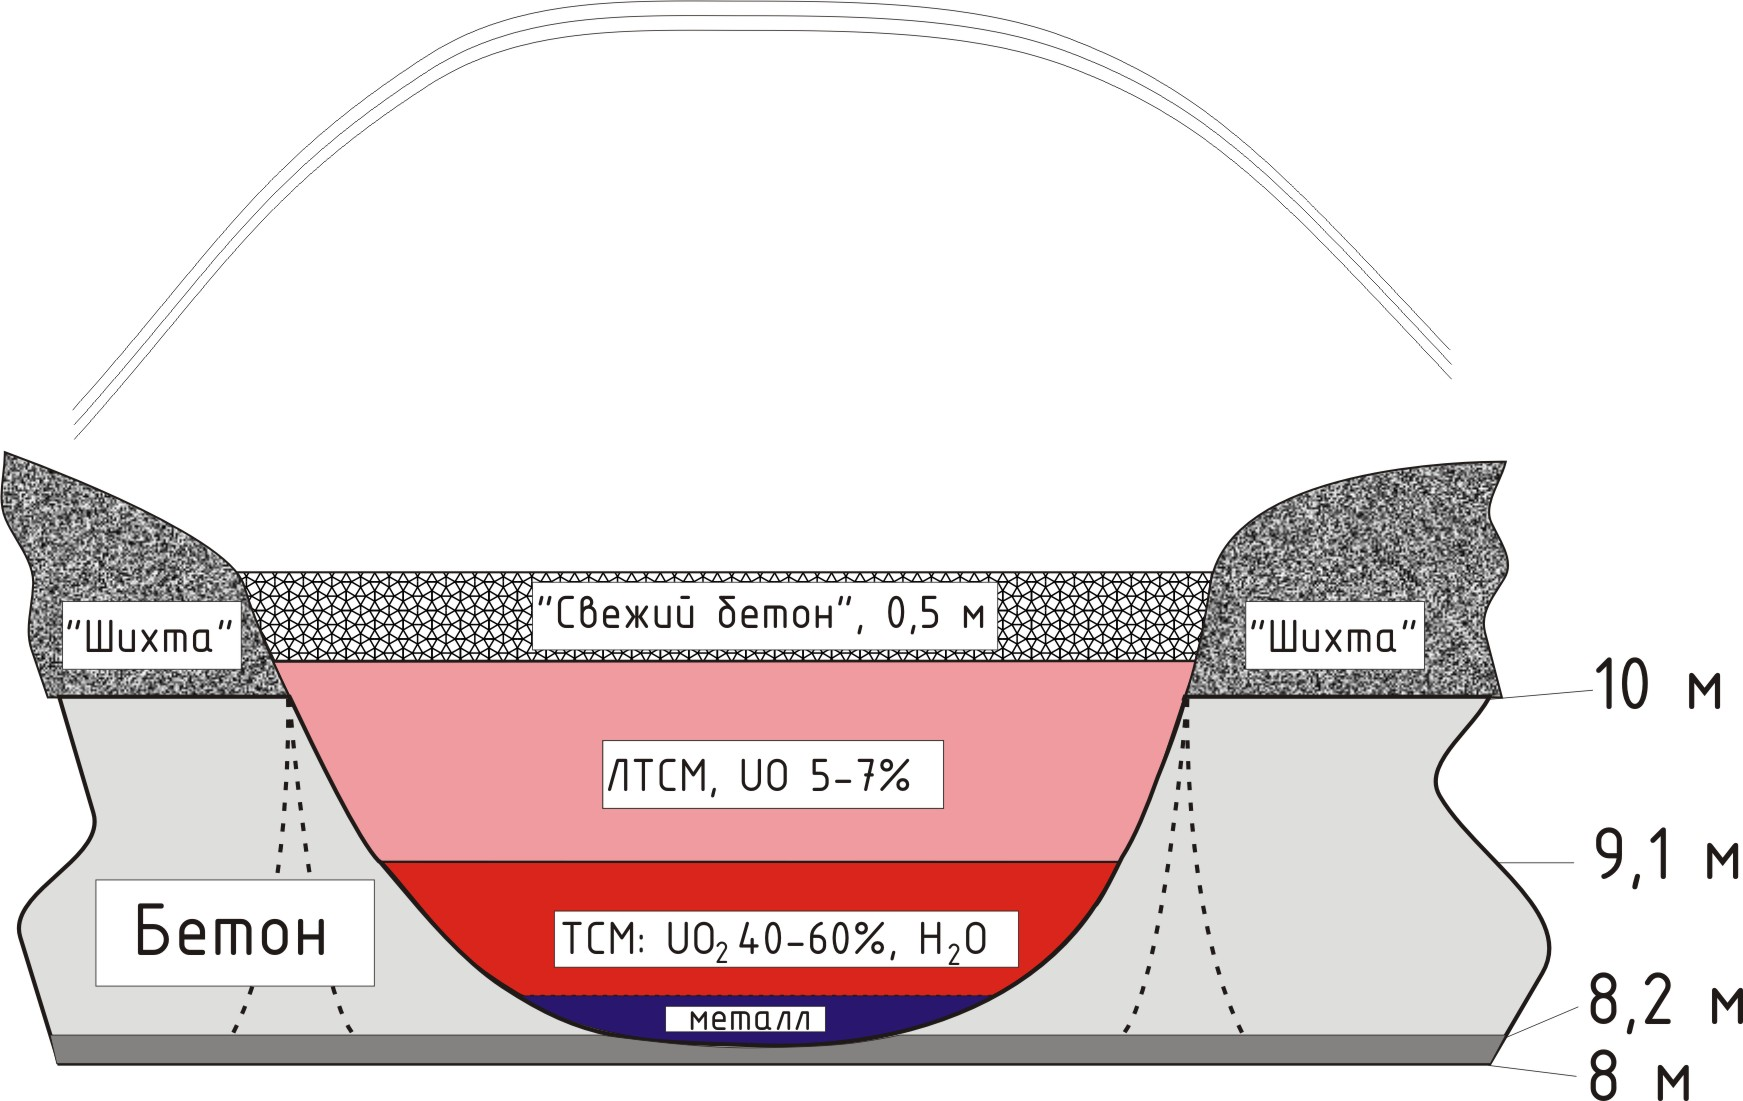 "Свежий бетон", 0,5 м
"Шихта"
"Шихта"
10 м
ЛТСМ, UO 5-7%
9,1 м
Бетон
ТСМ: UO₂ 40-60%, H₂O
8,2 м
металл
8 м